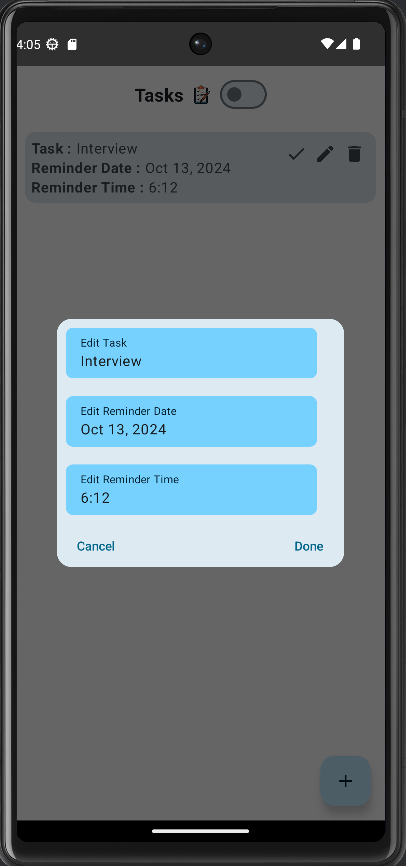 4:05
Tasks
Task : Interview
Reminder Date : Oct 13, 2024
Reminder Time : 6:12
Edit Task
Interview
Edit Reminder Date
Oct 13, 2024
Edit Reminder Time
6:12
Cancel Done
+